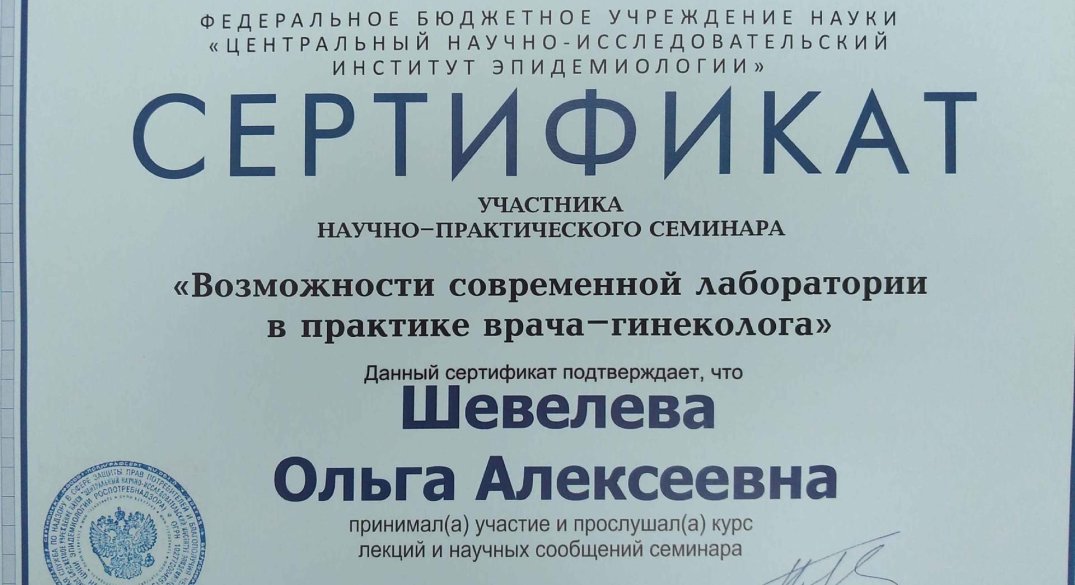 ФЕДЕРАЛЬНОЕ БЮДЖЕТНОЕ УЧРЕЖДЕНИЕ НАУКИ
«ЦЕНТРАЛЬНЫЙ НАУЧНО-ИССЛЕДОВАТЕЛЬСКИЙ
ИНСТИТУТ ЭПИДЕМИОЛОГИИ»
СЕРТИФИКАТ
УЧАСТНИКА
НАУЧНО-ПРАКТИЧЕСКОГО СЕМИНАРА
«Возможности современной лаборатории
в практике врача-гинеколога»
Данный сертификат подтверждает, что
Шевелева
Ольга Алексеевна
принимал(а) участие и прослушал(а) курс
лекций и научных сообщений семинара